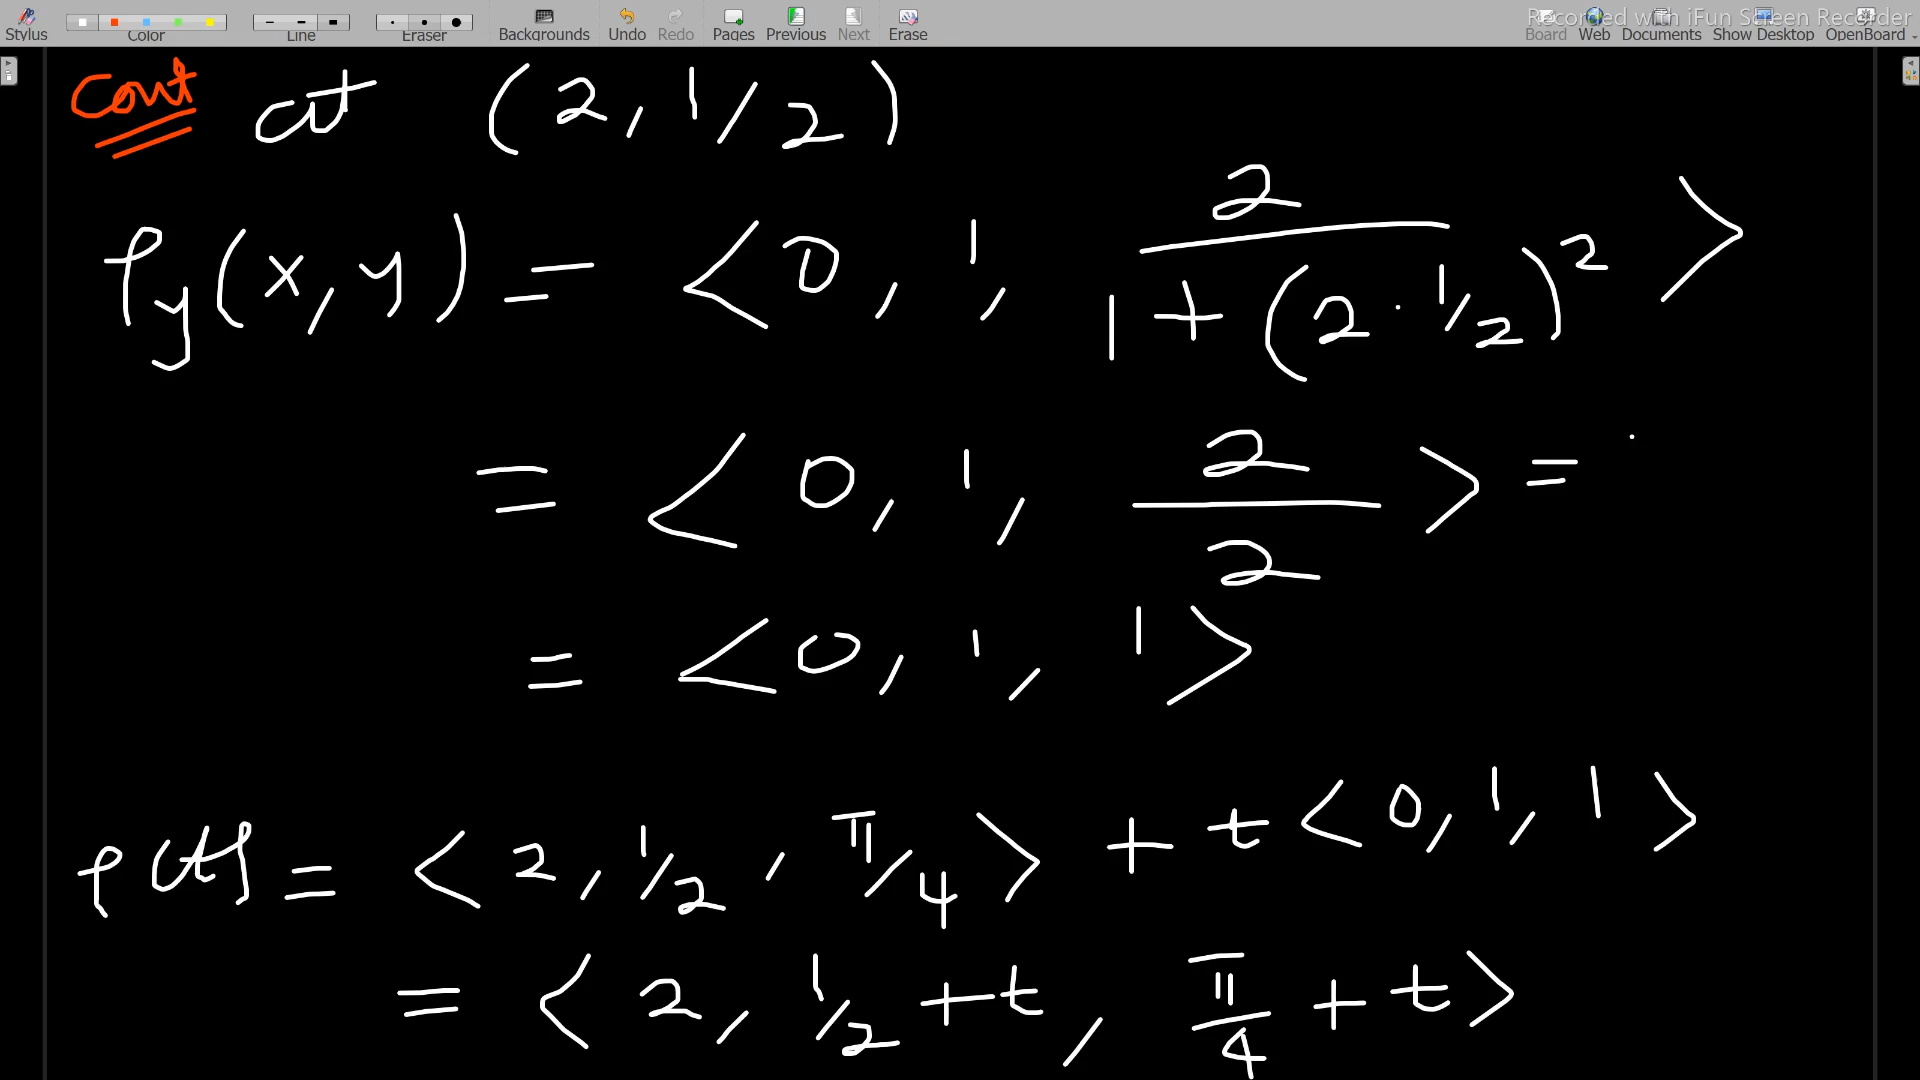 Recorded with iFun Screen Recorder
Stylus Color Line Eraser Backgrounds Undo Redo Pages Previous Next Erase Board Web Documents Show Desktop OpenBoard
Cont at (2, 1/2)
r_y(x, y) = <0, 1, 2/(1 + (2 · 1/2)^2)>
= <0, 1, 2/2> =
= <0, 1, 1>
r(t) = <2, 1/2, π/4> + t<0, 1, 1>
= <2, 1/2 + t, π/4 + t>